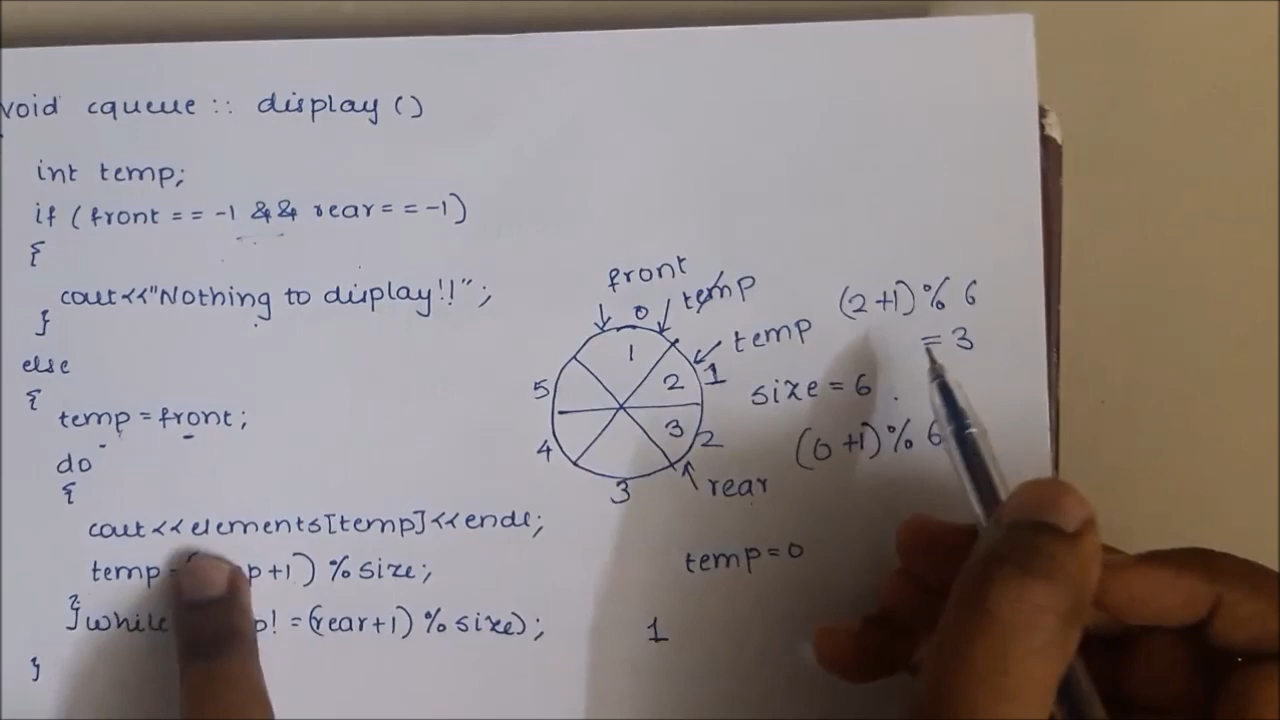 void cqueue :: display ()
int temp;
if (front == -1 && rear == -1)
{
cout<<"Nothing to display!!";
}
else
{
temp = front;
do
{
cout<<elements[temp]<<endl;
temp +1) % size;
} while != (rear+1) % size);
}
front
temp
temp
0
1
2
3
1
2
3
4
5
rear
(2+1) % 6
= 3
size = 6
(0+1) % 6
temp = 0
1